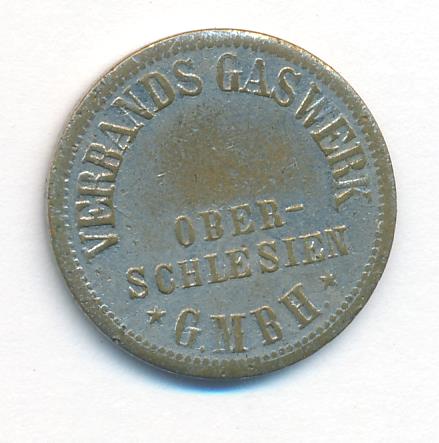 VERBANDS GASWERK
OBER-
SCHLESIEN
* G.M.B.H. *